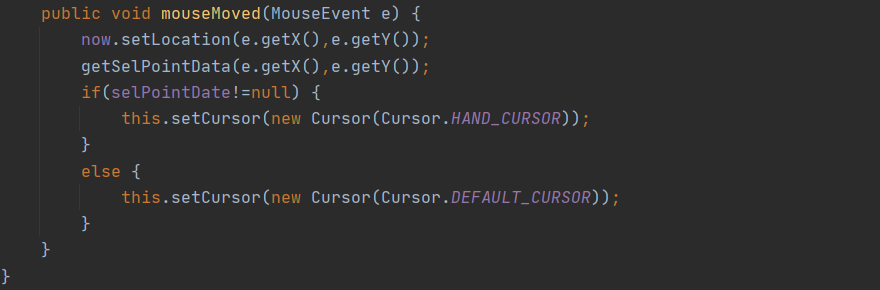 public void mouseMoved(MouseEvent e) {
now.setLocation(e.getX(),e.getY());
getSelPointData(e.getX(),e.getY());
if(selPointDate!=null) {
this.setCursor(new Cursor(Cursor.HAND_CURSOR));
}
else {
this.setCursor(new Cursor(Cursor.DEFAULT_CURSOR));
}
}
}